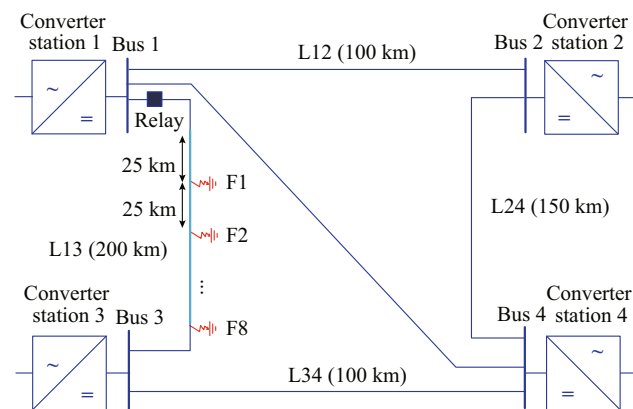 Converter
station 1
Bus 1
L12 (100 km)
Bus 2
Converter
station 2
~
=
~
=
Relay
25 km
F1
25 km
F2
L13 (200 km)
L24 (150 km)
...
Converter
station 3
Bus 3
F8
Bus 4
Converter
station 4
~
=
L34 (100 km)
~
=